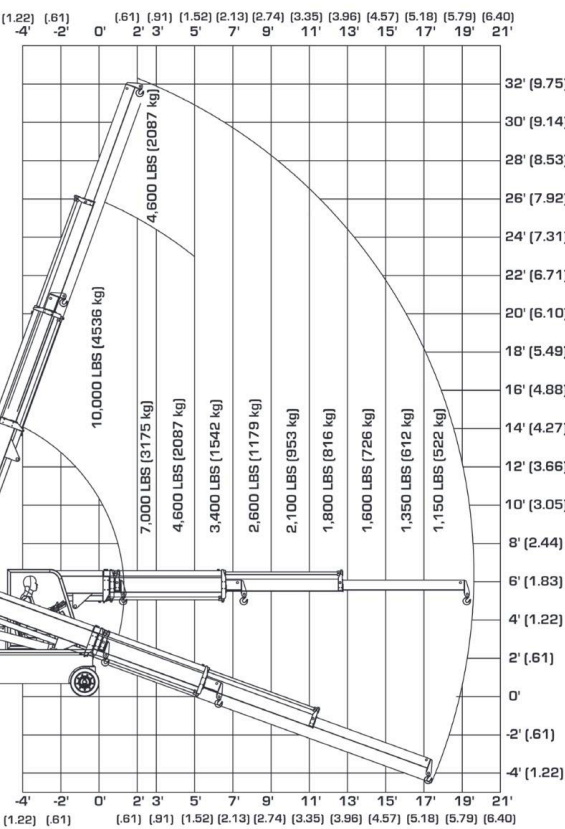 (1.22) (.61) (.61) (.91) (1.52) (2.13) (2.74) (3.35) (3.96) (4.57) (5.18) (5.79) (6.40)
-4' -2' 0' 2' 3' 5' 7' 9' 11' 13' 15' 17' 19' 21'
32' (9.75)
30' (9.14)
28' (8.53)
26' (7.92)
24' (7.31)
22' (6.71)
20' (6.10)
18' (5.49)
16' (4.88)
14' (4.27)
12' (3.66)
10' (3.05)
8' (2.44)
6' (1.83)
4' (1.22)
2' (.61)
0'
-2' (.61)
-4' (1.22)
4,600 LBS (2087 kg)
10,000 LBS (4536 kg)
7,000 LBS (3175 kg)
4,600 LBS (2087 kg)
3,400 LBS (1542 kg)
2,600 LBS (1179 kg)
2,100 LBS (953 kg)
1,800 LBS (816 kg)
1,600 LBS (726 kg)
1,350 LBS (612 kg)
1,150 LBS (522 kg)
-4' -2' 0' 2' 3' 5' 7' 9' 11' 13' 15' 17' 19' 21'
(1.22) (.61) (.61) (.91) (1.52) (2.13) (2.74) (3.35) (3.96) (4.57) (5.18) (5.79) (6.40)